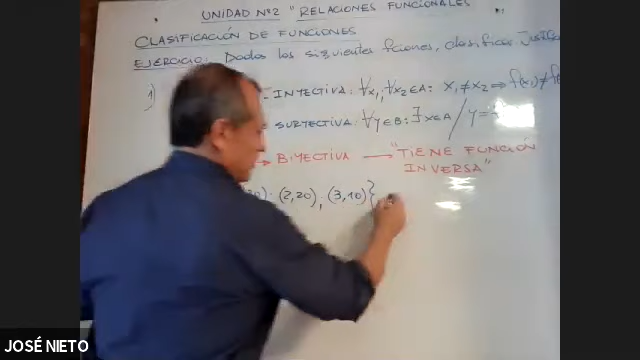 UNIDAD Nº2 "RELACIONES FUNCIONALES
CLASIFICACIÓN DE FUNCIONES
EJERCICIO: Dados las siguientes fciones, clasificar
1) INYECTIVA: ∀x₁, ∀x₂∈A: x₁≠x₂ ⇒ f(x₁)≠
SURYECTIVA: ∀y∈B: ∃x∈A / y=
BIYECTIVA → "TIENE FUNCIÓN
INVERSA"
(2,20), (3,10)}
JOSÉ NIETO